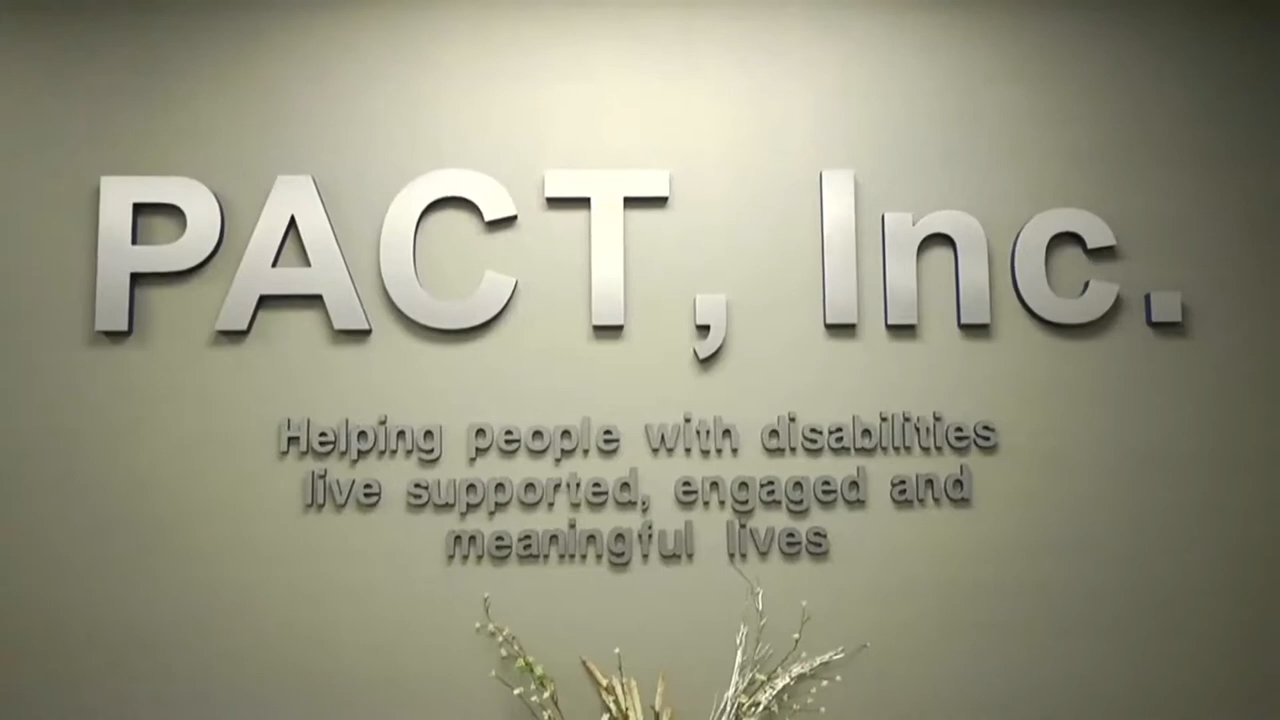 PACT, Inc.
Helping people with disabilities
live supported, engaged and
meaningful lives